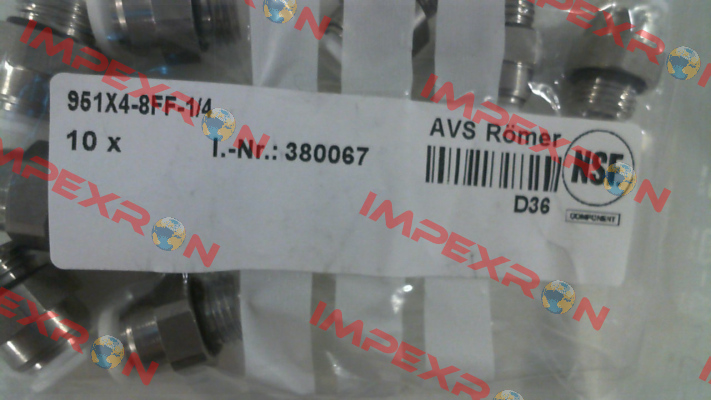 951X4-8FF-1/4
10 x
I.-Nr.: 380067
AVS Römer
D36
NSF
COMPONENT
IMPEXRON
IMPEXRON
IMPEXRON
IMPEXRON
IMPEXRON
IMPEXRON